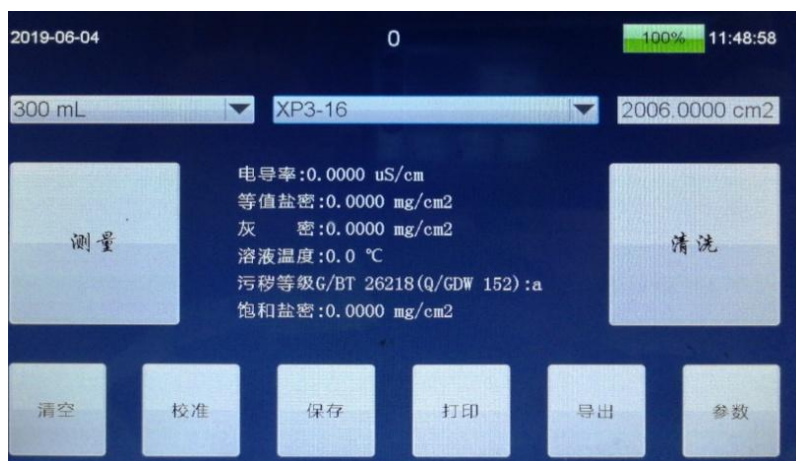 2019-06-04 0 100% 11:48:58
300 mL XP3-16 2006.0000 cm2
电导率:0.0000 uS/cm
等值盐密:0.0000 mg/cm2
灰 密:0.0000 mg/cm2
溶液温度:0.0 ℃
污秽等级G/BT 26218(Q/GDW 152):a
饱和盐密:0.0000 mg/cm2
测量
清洗
清空 校准 保存 打印 导出 参数